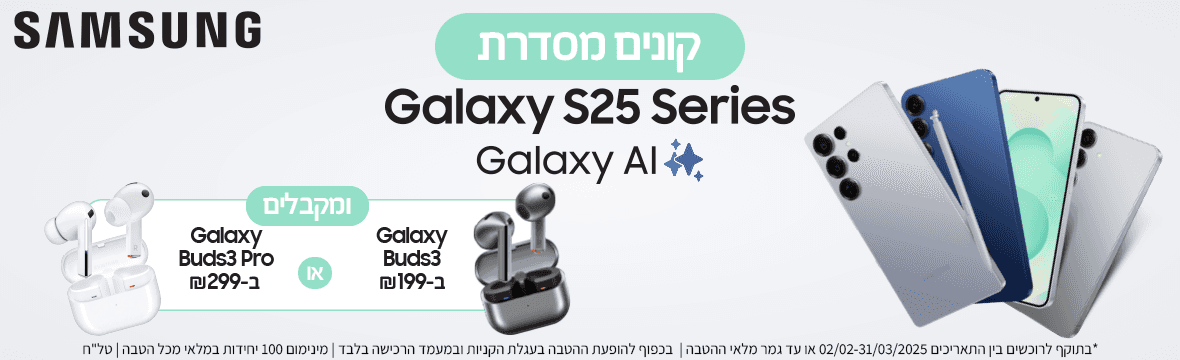 SAMSUNG
קונים מסדרת
Galaxy S25 Series
Galaxy AI
ומקבלים
Galaxy
Buds3
ב-199₪
או
Galaxy
Buds3 Pro
ב-299₪
*בתוקף לרוכשים בין התאריכים 02/02-31/03/2025 או עד גמר מלאי ההטבה | בכפוף להופעת ההטבה בעגלת הקניות ובמעמד הרכישה בלבד | מינימום 100 יחידות במלאי מכל הטבה | טל"ח